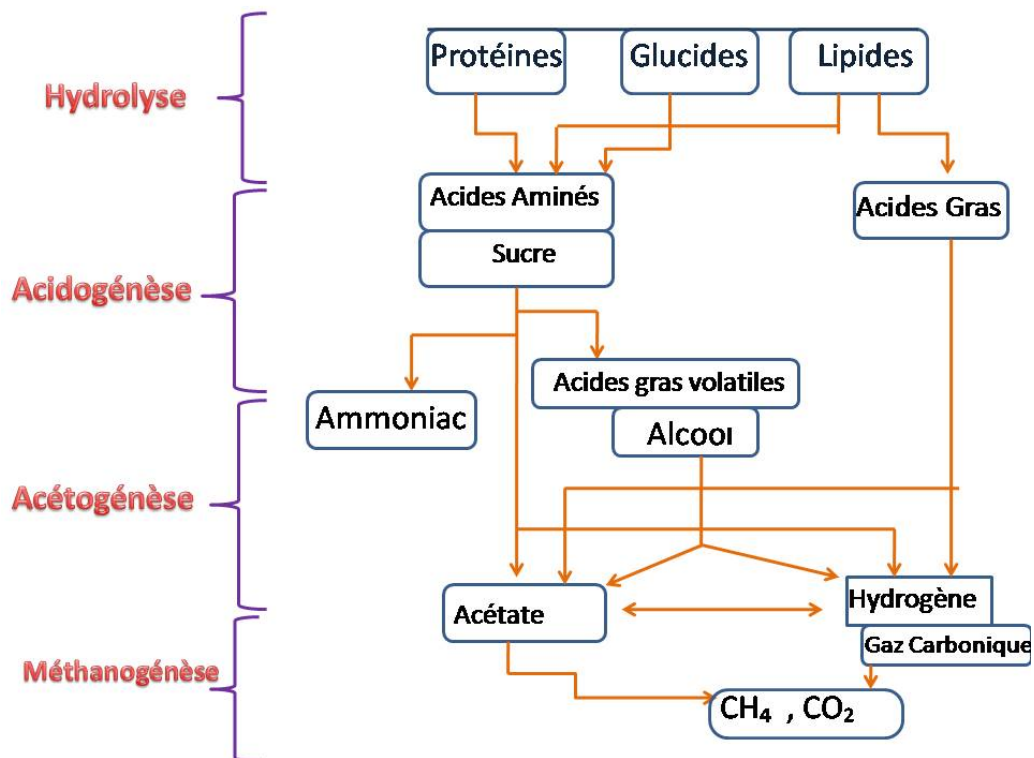 Protéines
Glucides
Lipides
Hydrolyse
Acides Aminés
Acides Gras
Sucre
Acidogénèse
Acides gras volatiles
Ammoniac
Alcool
Acétogénèse
Acétate
Hydrogène
Gaz Carbonique
Méthanogénèse
CH₄ , CO₂